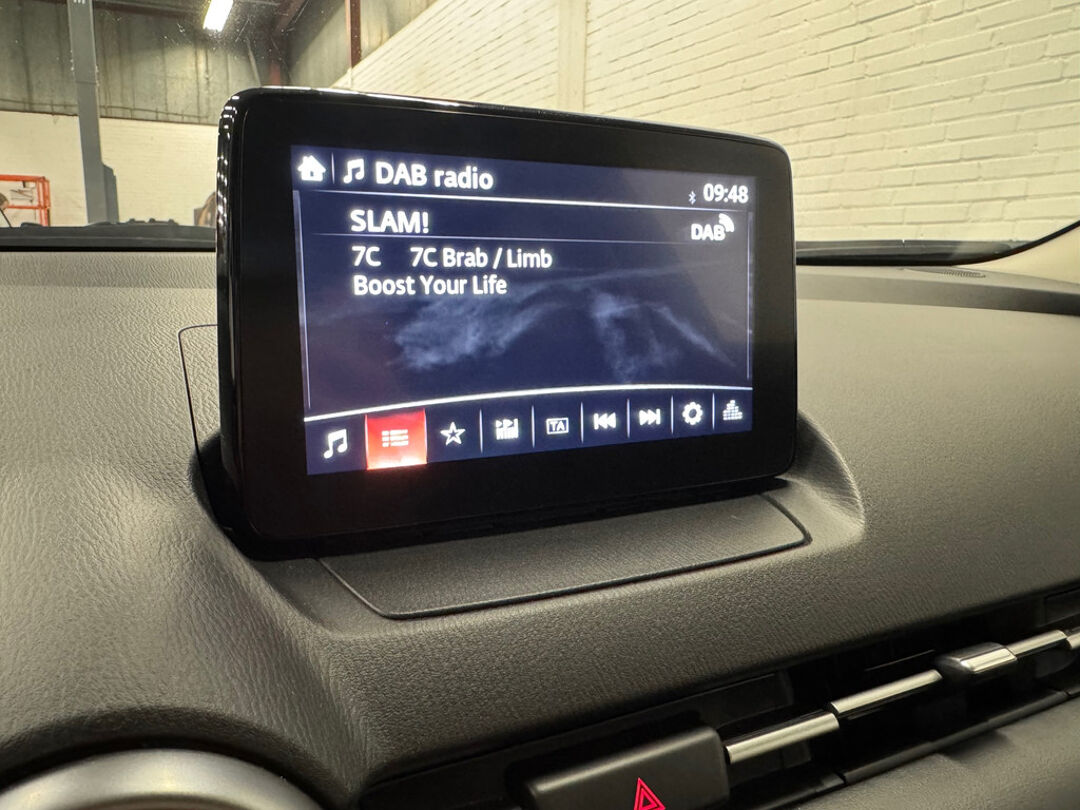 DAB radio
09:48
SLAM!
DAB
7C 7C Brab / Limb
Boost Your Life
TA